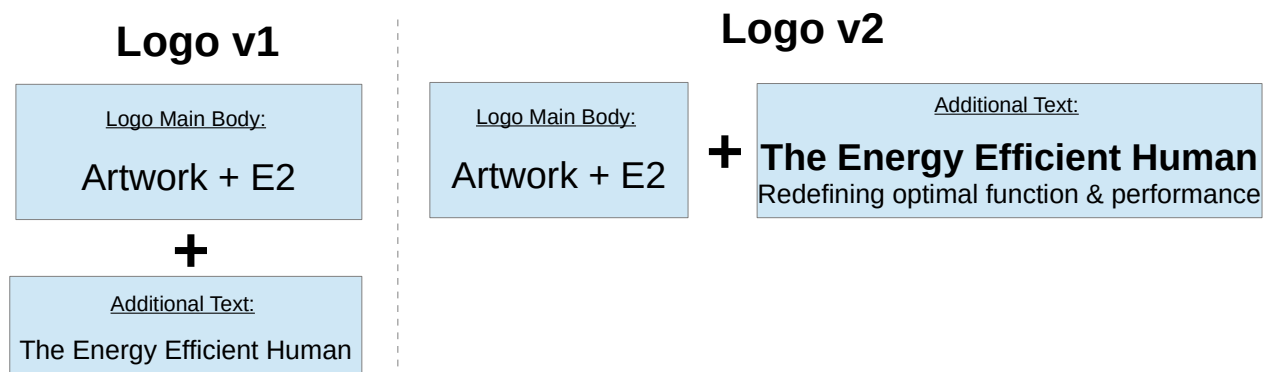 Logo v1
Logo Main Body:
Artwork + E2
+
Additional Text:
The Energy Efficient Human
Logo v2
Logo Main Body:
Artwork + E2
+
Additional Text:
The Energy Efficient Human
Redefining optimal function & performance